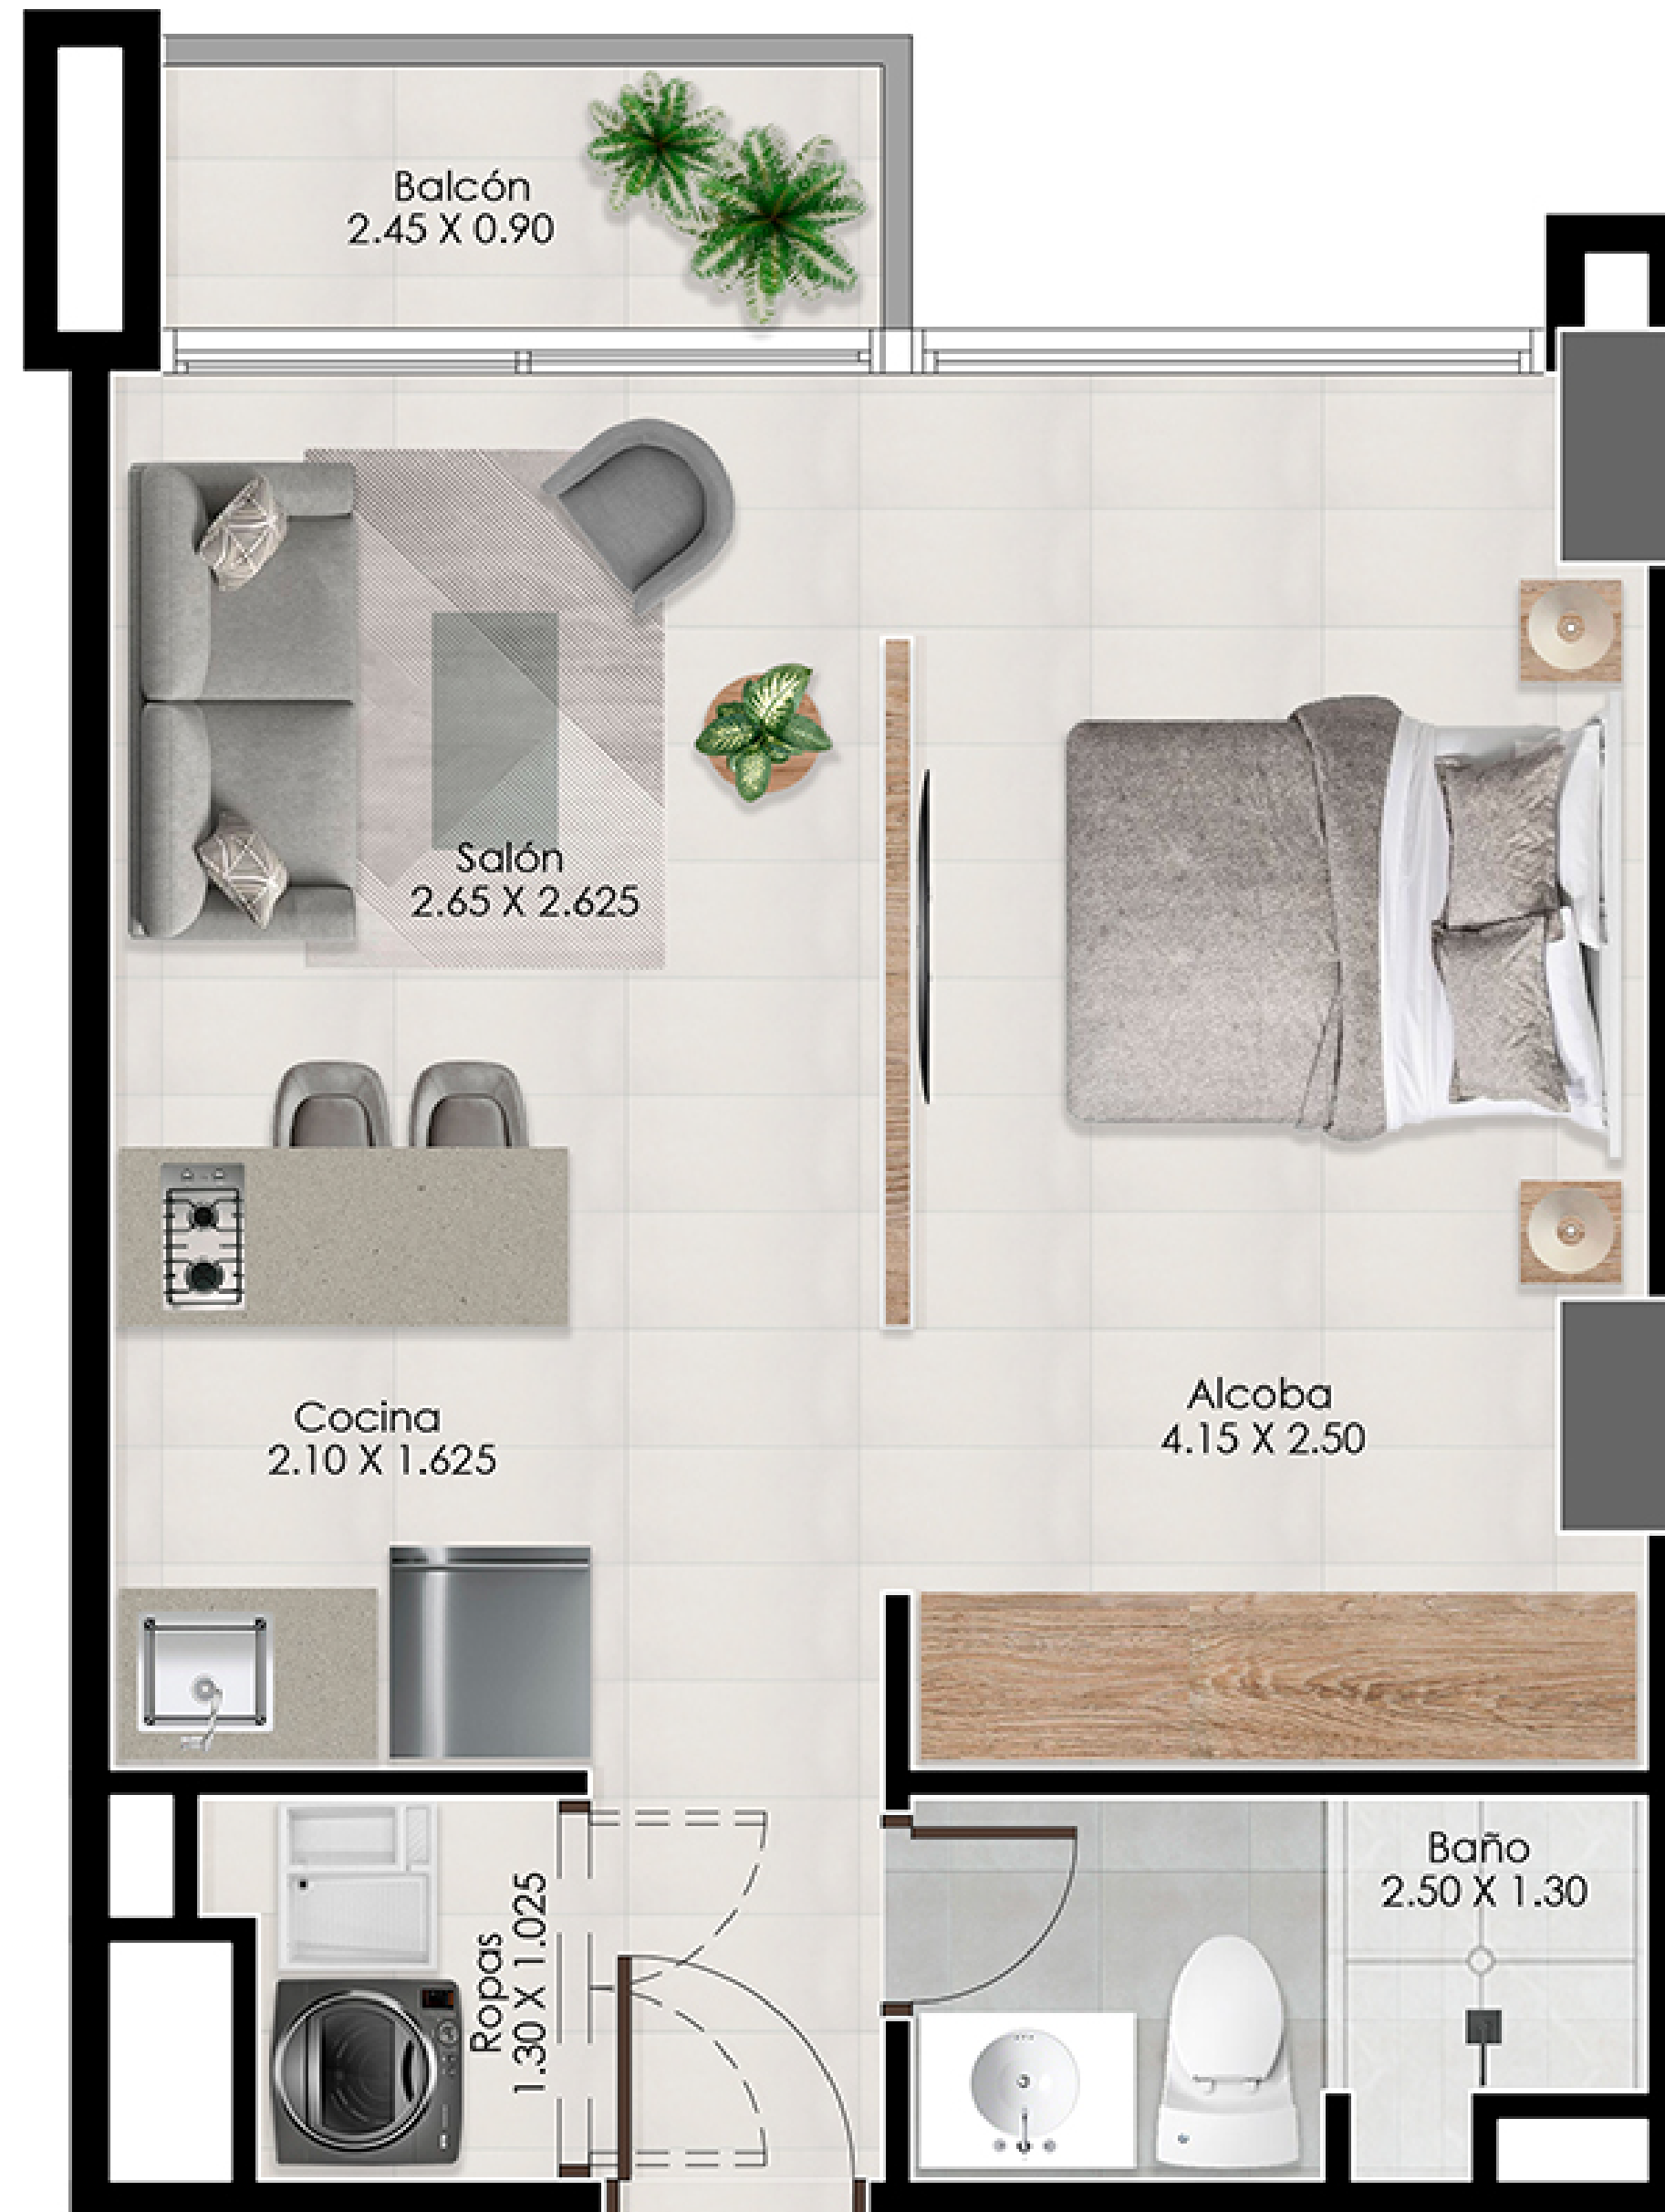 Balcón
2.45 X 0.90
Salón
2.65 X 2.625
Cocina
2.10 X 1.625
Alcoba
4.15 X 2.50
Ropas
1.30 X 1.025
Baño
2.50 X 1.30